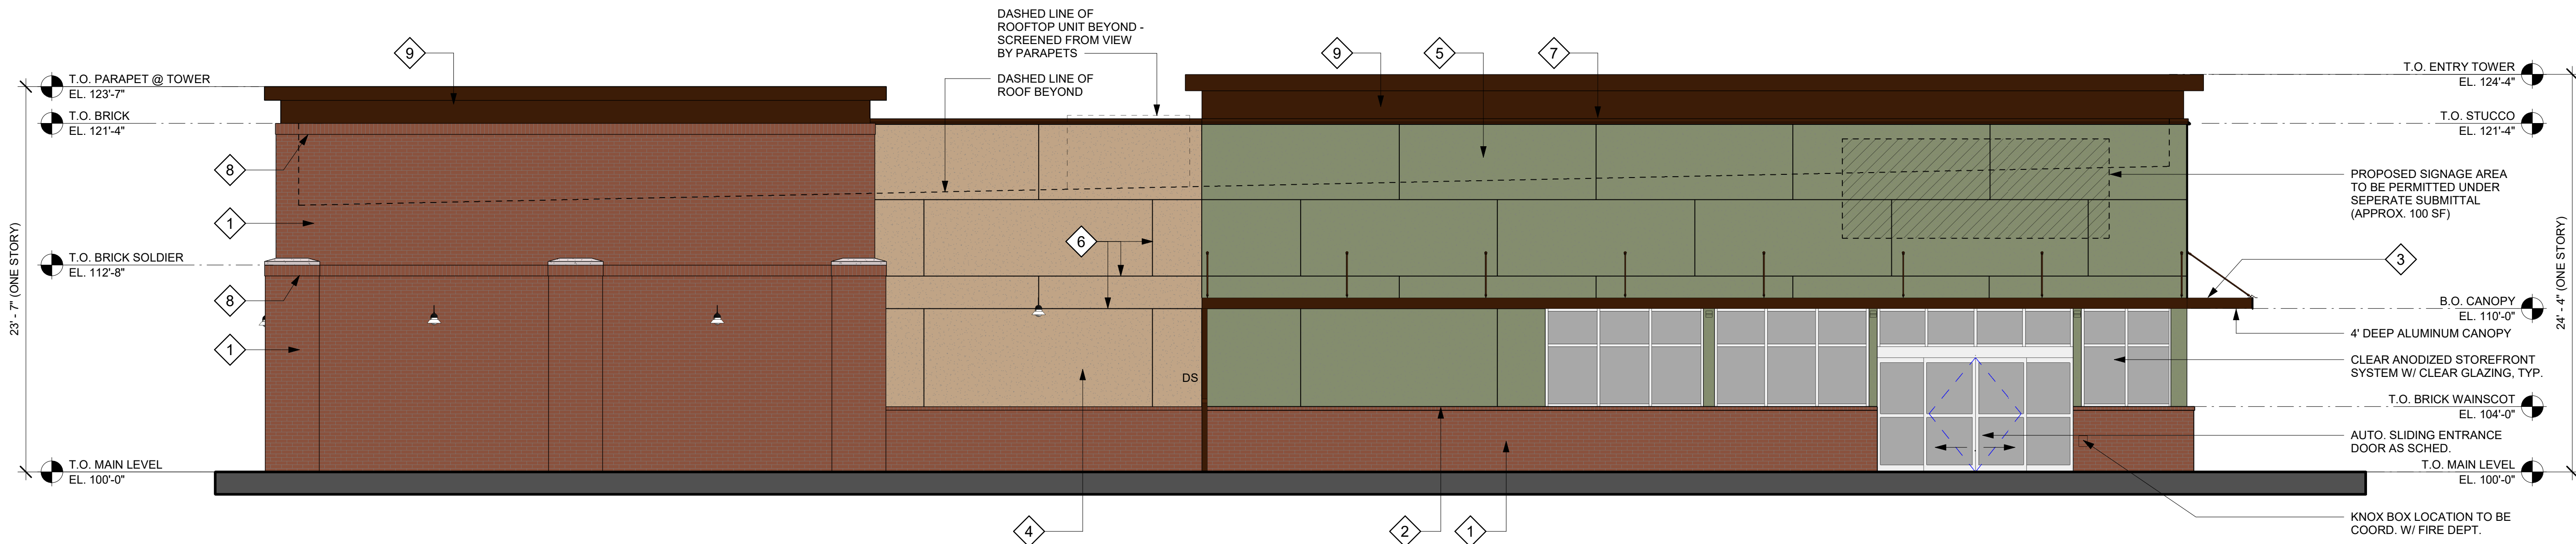 DASHED LINE OF
ROOFTOP UNIT BEYOND -
SCREENED FROM VIEW
BY PARAPETS
DASHED LINE OF
ROOF BEYOND
9
9
5
7
T.O. PARAPET @ TOWER
EL. 123'-7"
T.O. BRICK
EL. 121'-4"
8
1
T.O. BRICK SOLDIER
EL. 112'-8"
8
1
23' - 7" (ONE STORY)
T.O. MAIN LEVEL
EL. 100'-0"
6
DS
4
2
1
T.O. ENTRY TOWER
EL. 124'-4"
T.O. STUCCO
EL. 121'-4"
PROPOSED SIGNAGE AREA
TO BE PERMITTED UNDER
SEPERATE SUBMITTAL
(APPROX. 100 SF)
3
24' - 4" (ONE STORY)
B.O. CANOPY
EL. 110'-0"
4' DEEP ALUMINUM CANOPY
CLEAR ANODIZED STOREFRONT
SYSTEM W/ CLEAR GLAZING, TYP.
T.O. BRICK WAINSCOT
EL. 104'-0"
AUTO. SLIDING ENTRANCE
DOOR AS SCHED.
T.O. MAIN LEVEL
EL. 100'-0"
KNOX BOX LOCATION TO BE
COORD. W/ FIRE DEPT.